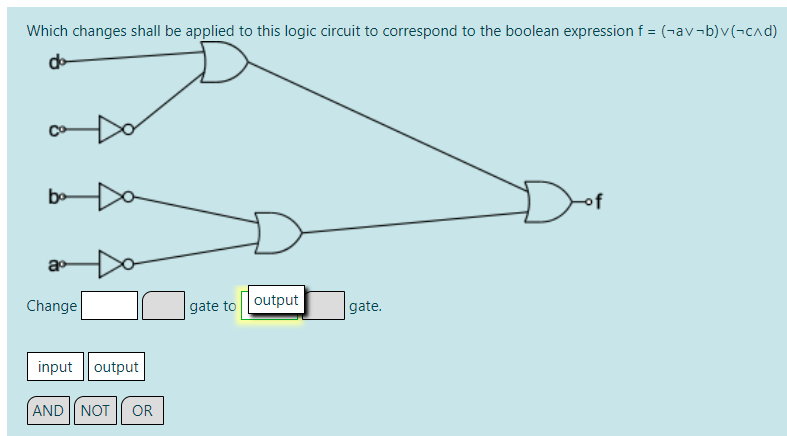 Which changes shall be applied to this logic circuit to correspond to the boolean expression f = (¬a∨¬b)∨(¬c∧d)
d
c
b
f
a
Change gate to output gate.
input output
AND NOT OR